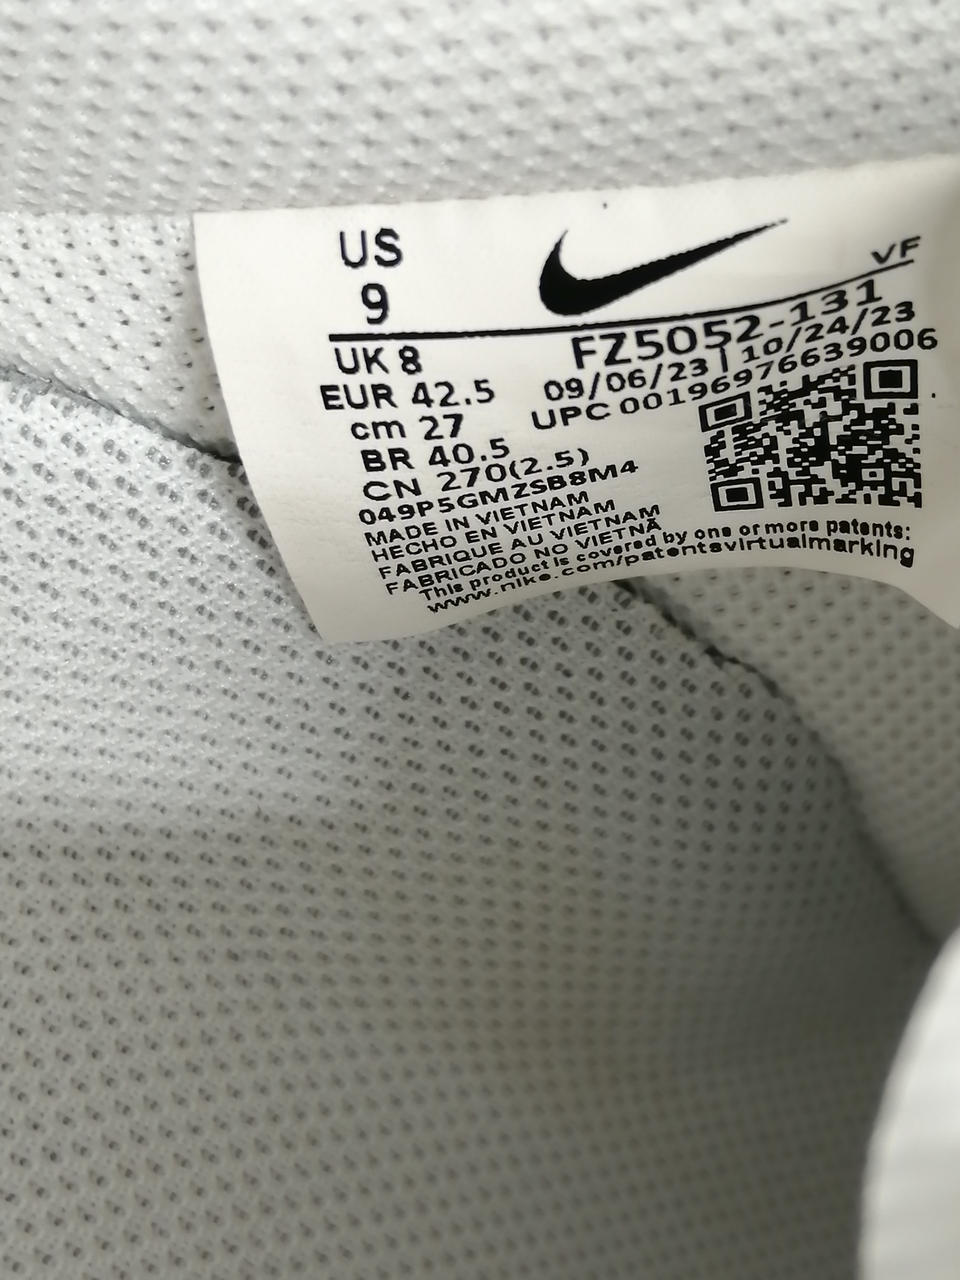 US
9
VF
UK 8
FZ5052-131
EUR 42.5
09/06/23 | 10/24/23
cm 27
UPC 00196976639006
BR 40.5
CN 270(2.5)
049P5GMZSB8M4
MADE IN VIETNAM
HECHO EN VIETNAM
FABRIQUE AU VIETNAM
FABRICADO NO VIETNÃ
This product is covered by one or more patents:
www.nike.com/patentsvirtualmarking